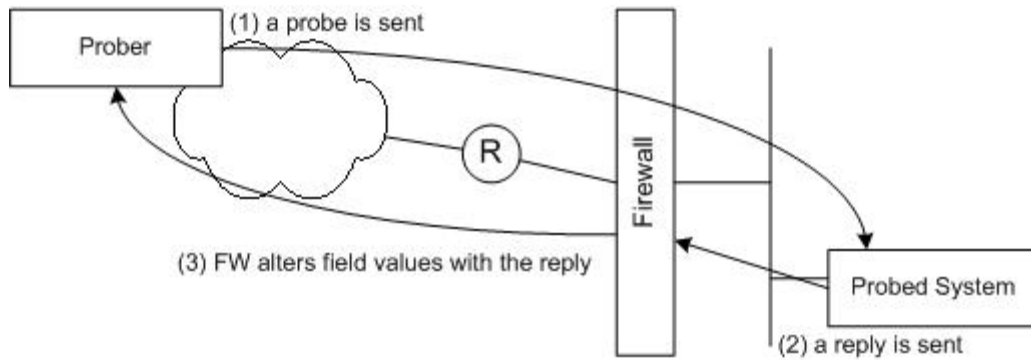 (1) a probe is sent
Prober
R
Firewall
(3) FW alters field values with the reply
Probed System
(2) a reply is sent